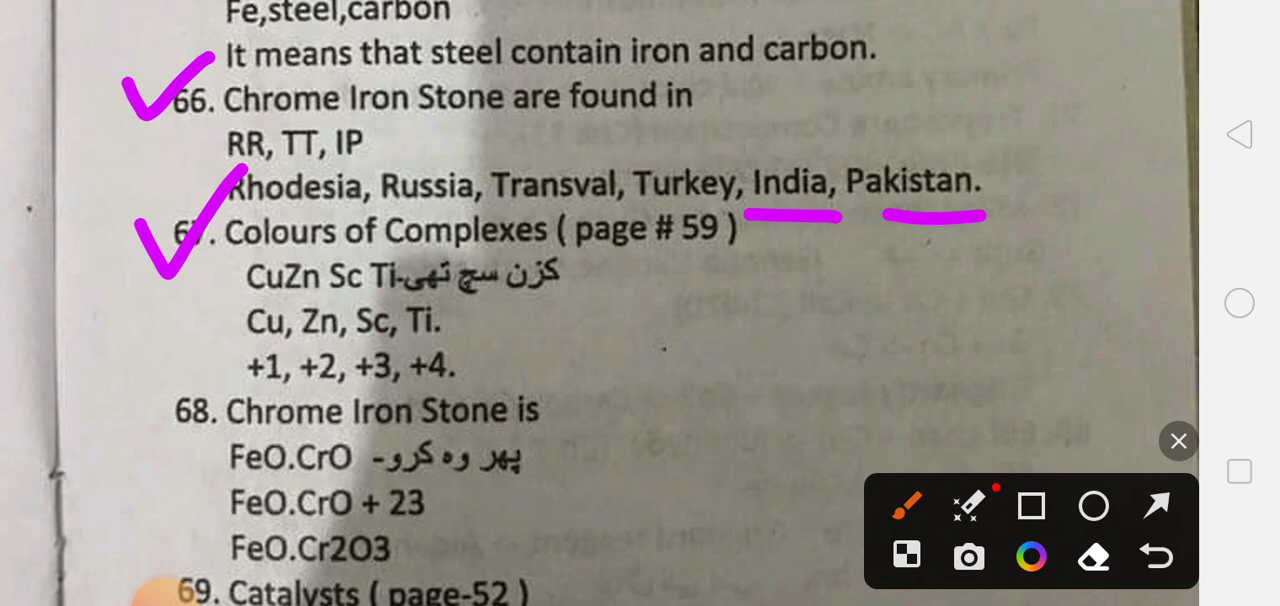 Fe,steel,carbon
It means that steel contain iron and carbon.
66. Chrome Iron Stone are found in
RR, TT, IP
Rhodesia, Russia, Transval, Turkey, India, Pakistan.
67. Colours of Complexes ( page # 59 )
CuZn Sc Ti-کزن سچ تھی
Cu, Zn, Sc, Ti.
+1, +2, +3, +4.
68. Chrome Iron Stone is
FeO.CrO -پھر وہ کرو
FeO.CrO + 23
FeO.Cr2O3
69. Catalysts ( page-52 )